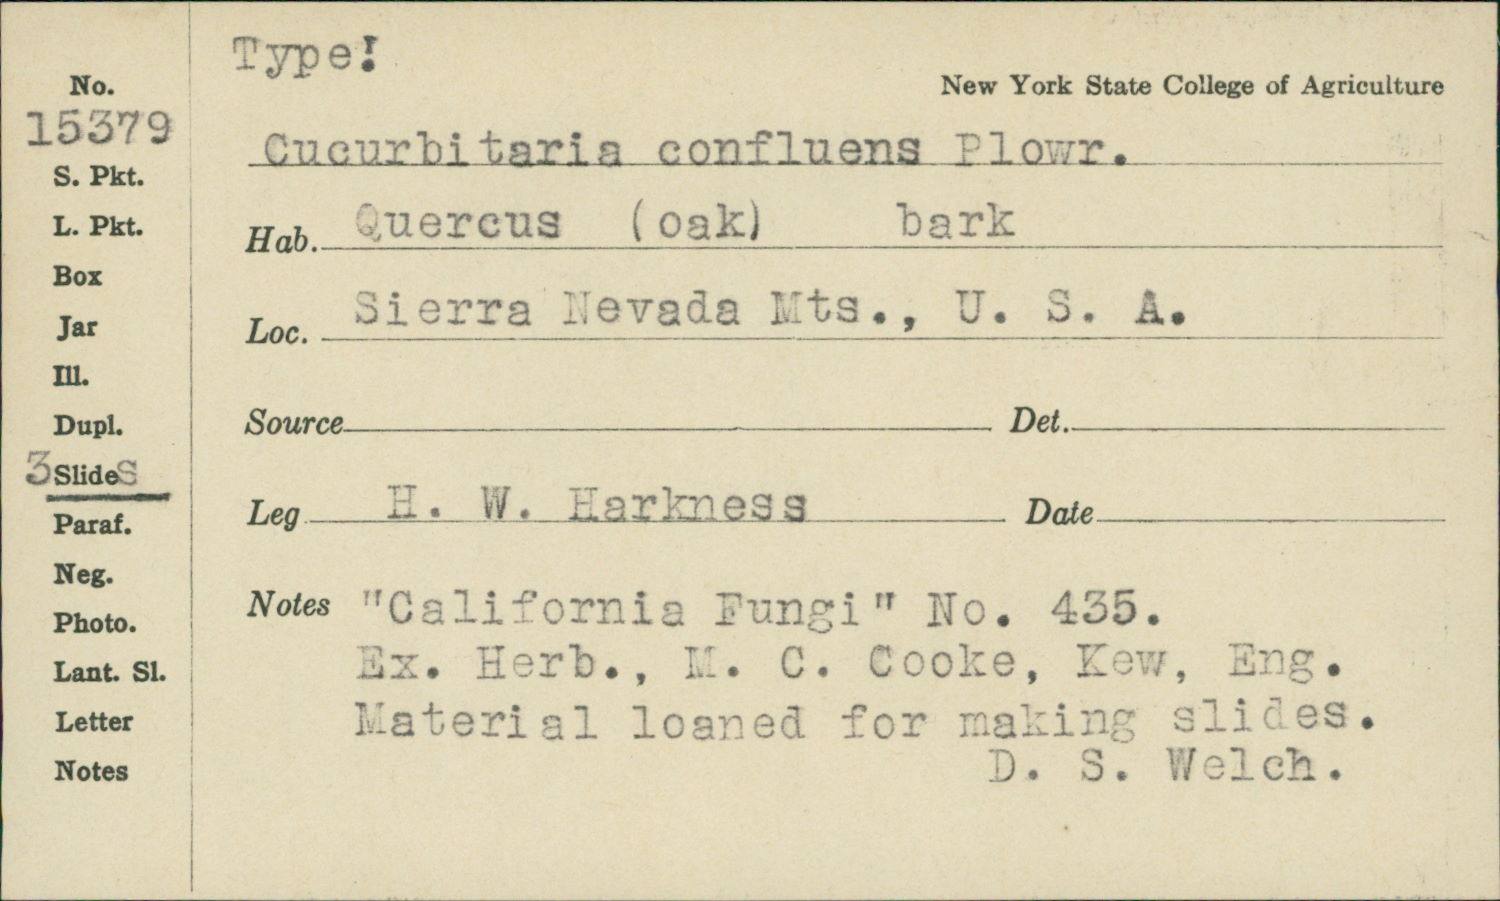 Type!
New York State College of Agriculture
No.
15379
Cucurbitaria confluens Plowr.
S. Pkt.
L. Pkt.
Box
Jar
Ill.
Dupl.
3 Slides
Paraf.
Neg.
Photo.
Lant. Sl.
Letter
Notes
Hab. Quercus (oak) bark
Loc. Sierra Nevada Mts., U. S. A.
Source Det.
Leg H. W. Harkness Date
Notes "California Fungi" No. 435.
Ex. Herb., M. C. Cooke, Kew, Eng.
Material loaned for making slides.
D. S. Welch.